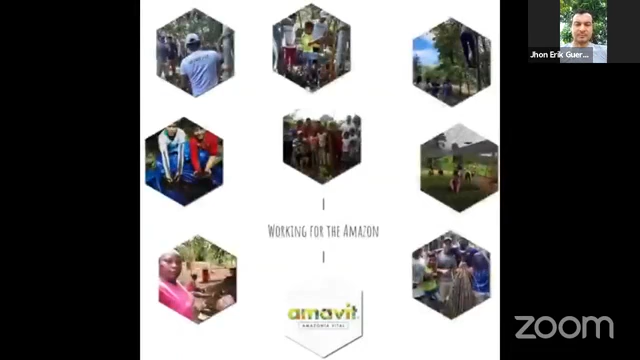 Jhon Erik Guer...
WORKING FOR THE AMAZON
amavit
AMAZONIA VITAL
zoom